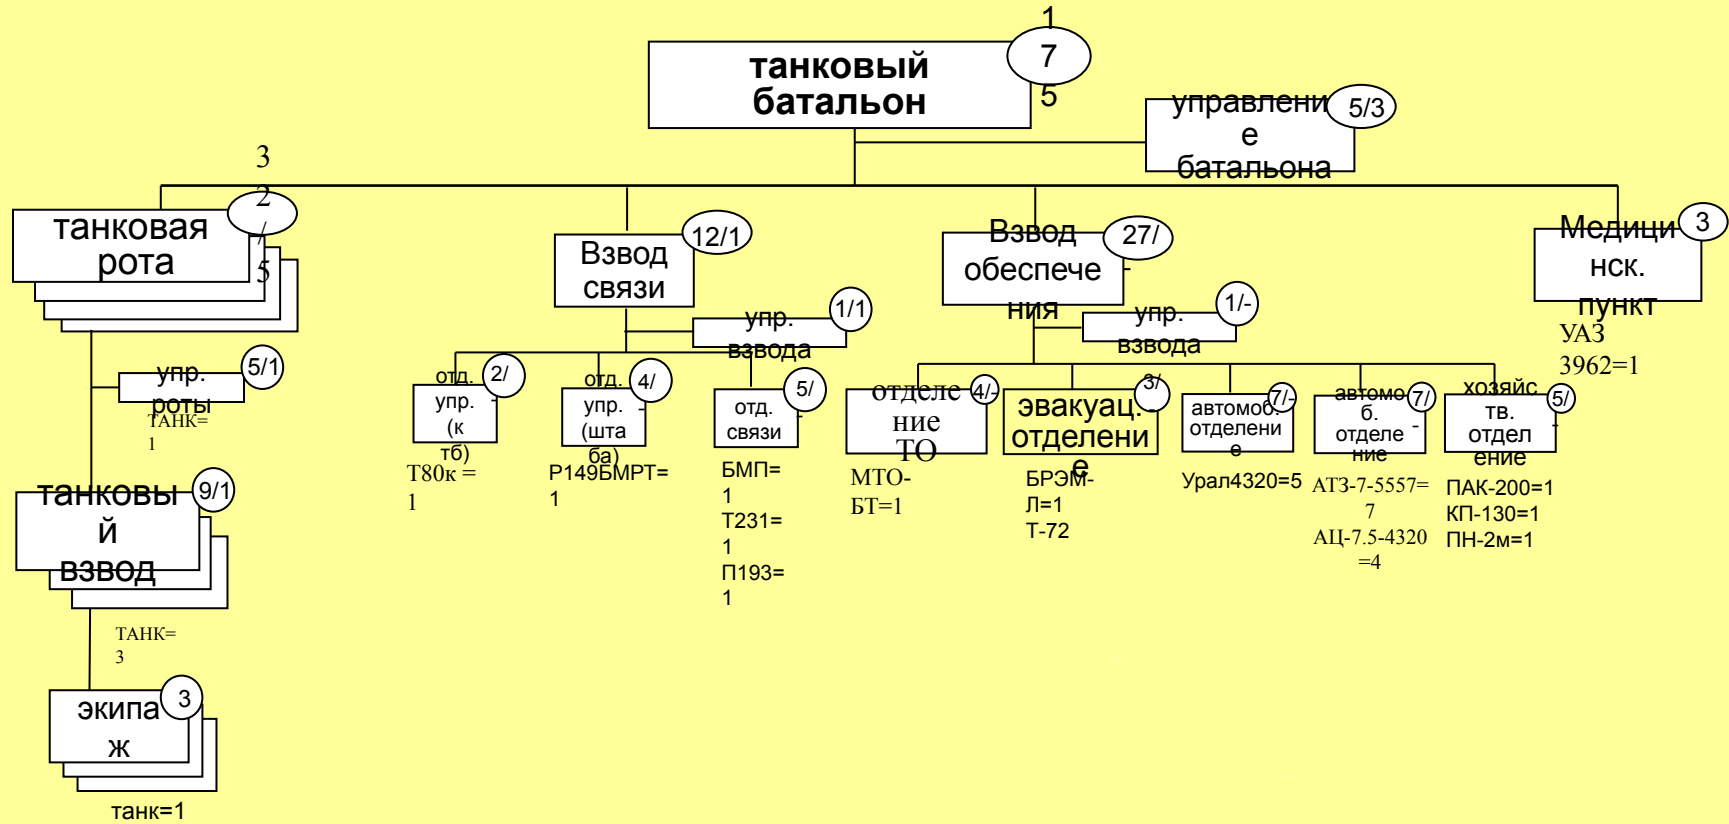 танковый
батальон
1
7
5
управлени
е
батальона
5/3
танковая
рота
3
2
/
5
Взвод
связи
12/1
Взвод
обеспече
ния
27/
-
Медици
нск.
пункт
3
УАЗ
3962=1
упр.
роты
5/1
ТАНК=
1
упр.
взвода
1/1
упр.
взвода
1/-
отд.
упр.
(к
тб)
2/
-
Т80к =
1
отд.
упр.
(шта
ба)
4/
-
Р149БМРТ=
1
отд.
связи
5/
-
БМП=
1
Т231=
1
П193=
1
отделе
ние
ТО
4/-
МТО-
БТ=1
эвакуац.
отделени
е
3/
-
БРЭМ-
Л=1
Т-72
автомоб.
отделени
е
7/-
Урал4320=5
автомо
б.
отделе
ние
7/
-
АТЗ-7-5557=
7
АЦ-7.5-4320
=4
хозяйс
тв.
отдел
ение
5/
-
ПАК-200=1
КП-130=1
ПН-2м=1
танковы
й
взвод
9/1
ТАНК=
3
экипа
ж
3
танк=1